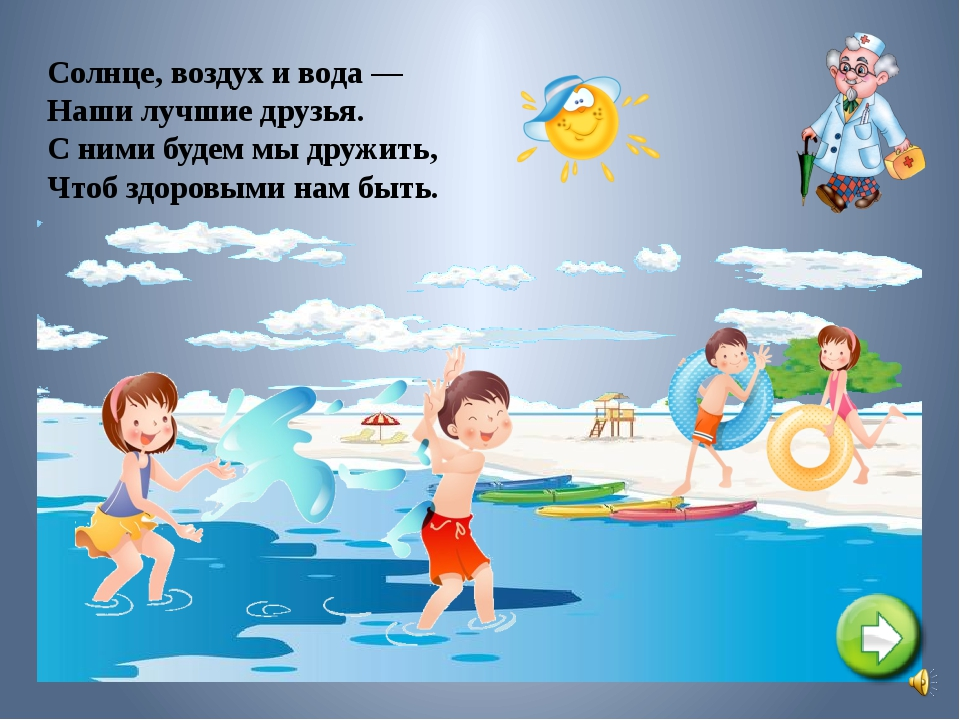 Солнце, воздух и вода —
Наши лучшие друзья.
С ними будем мы дружить,
Чтоб здоровыми нам быть.